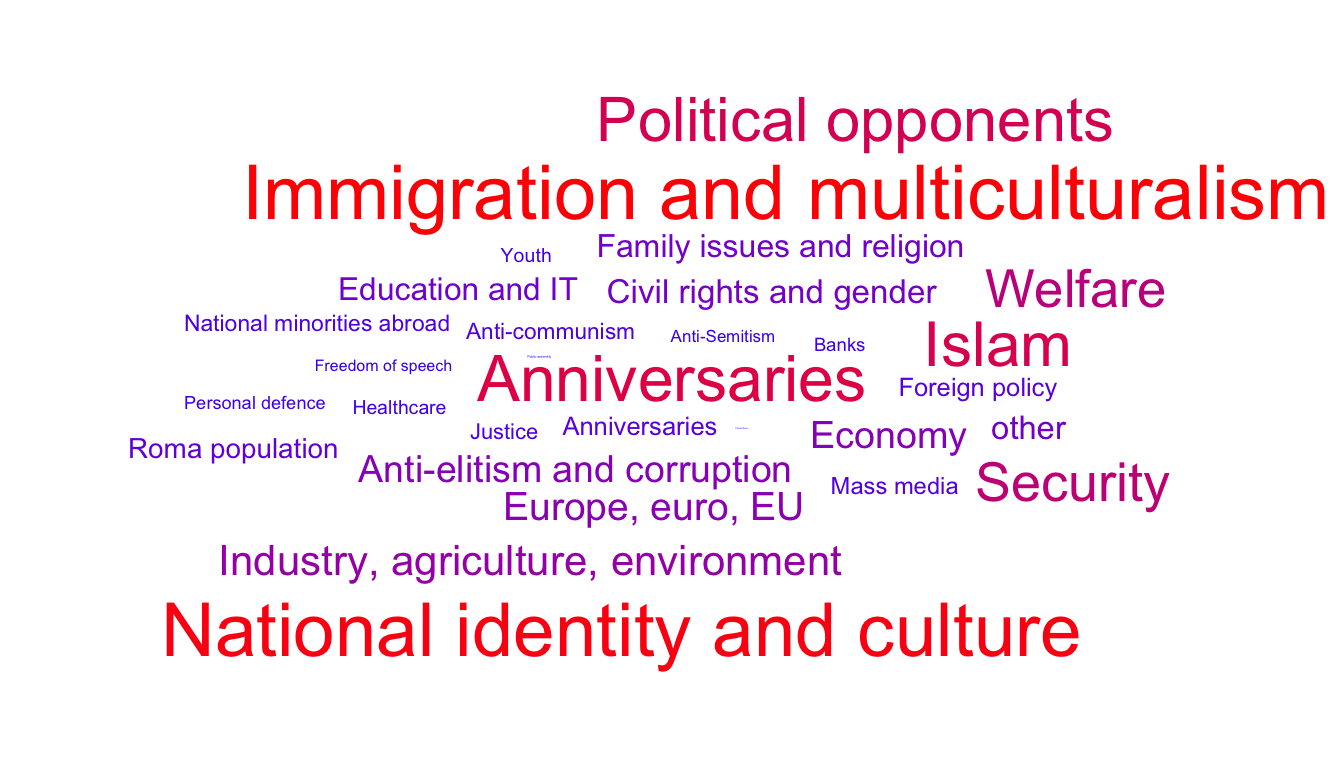 Political opponents
Immigration and multiculturalism
Youth
Family issues and religion
Education and IT
Civil rights and gender
Welfare
National minorities abroad
Anti-communism
Anti-Semitism
Banks
Islam
Freedom of speech
Anniversaries
Foreign policy
Personal defence
Healthcare
Justice
Anniversaries
Economy
other
Roma population
Anti-elitism and corruption
Mass media
Security
Europe, euro, EU
Industry, agriculture, environment
National identity and culture